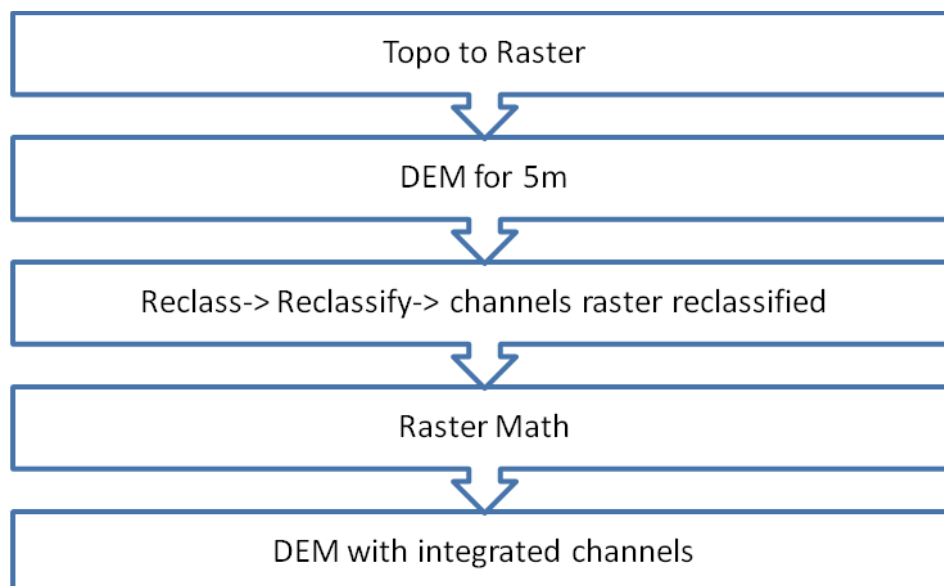 Topo to Raster
DEM for 5m
Reclass-> Reclassify-> channels raster reclassified
Raster Math
DEM with integrated channels